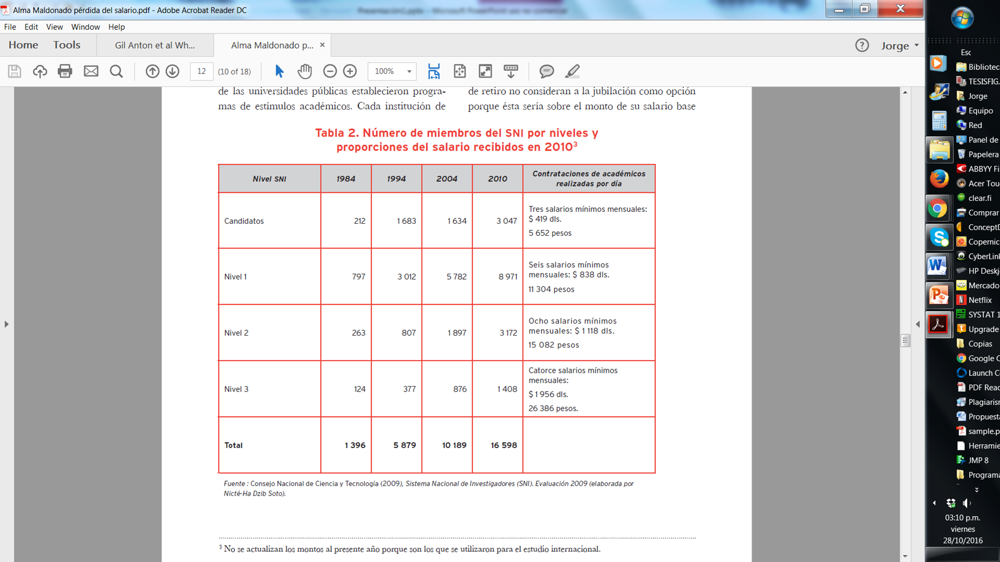 Alma Maldonado pérdida del salario.pdf - Adobe Acrobat Reader DC
File Edit View Window Help
Home Tools Gil Anton et al Wh... Alma Maldonado p... × ? Jorge
12 (10 of 18) 100%
de las universidades públicas establecieron progra-
mas de estímulos académicos. Cada institución de
de retiro no consideran a la jubilación como opción
porque ésta sería sobre el monto de su salario base
Tabla 2. Número de miembros del SNI por niveles y
proporciones del salario recibidos en 2010³
Nivel SNI 1984 1994 2004 2010 Contrataciones de académicos
realizadas por día
Candidatos 212 1 683 1 634 3 047 Tres salarios mínimos mensuales:
$ 419 dls.
5 652 pesos
Nivel 1 797 3 012 5 782 8 971 Seis salarios mínimos
mensuales: $ 838 dls.
11 304 pesos
Nivel 2 263 807 1 897 3 172 Ocho salarios mínimos
mensuales: $ 1 118 dls.
15 082 pesos
Nivel 3 124 377 876 1 408 Catorce salarios mínimos
mensuales:
$ 1 956 dls.
26 386 pesos.
Total 1 396 5 879 10 189 16 598
Fuente : Consejo Nacional de Ciencia y Tecnología (2009), Sistema Nacional de Investigadores (SNI). Evaluación 2009 (elaborada por
Nicté-Ha Dzib Soto).
³ No se actualizan los montos al presente año porque son los que se utilizaron para el estudio internacional.
Esc
Bibliotec
TESISFIG.
Jorge
Equipo
Red
Panel de
Papelera
ABBYY Fi
Acer Tou
clear.fi
Comprar
ConceptD
Copernic
CyberLink
HP Deskj
Mercado
Netflix
SYSTAT 1
Upgrade
Copias
Google C
Launch C
PDF Read
Plagiaris
Propuest
sample.p
Herramie
JMP 8
Program
03:10 p.m.
viernes
28/10/2016